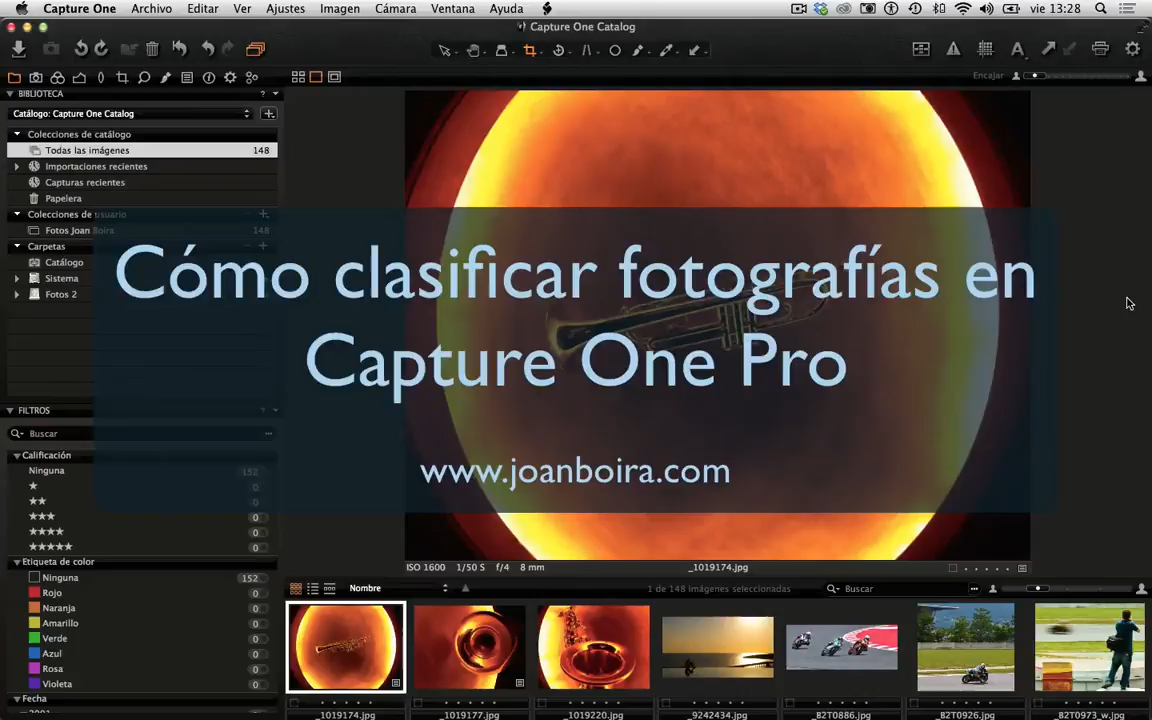 Capture One Archivo Editar Ver Ajustes Imagen Cámara Ventana Ayuda vie 13:28
Capture One Catalog
Encajar
BIBLIOTECA ?
Catálogo: Capture One Catalog
Colecciones de catálogo
Todas las imágenes 148
Importaciones recientes
Capturas recientes
Papelera
Colecciones de usuario
Fotos Joan Boira 148
Carpetas
Catálogo
Sistema
Fotos 2
Cómo clasificar fotografías en
Capture One Pro
www.joanboira.com
FILTROS ?
Buscar
Calificación
Ninguna 152
★ 0
★★ 0
★★★ 0
★★★★ 0
★★★★★ 0
Etiqueta de color
Ninguna 152
Rojo 0
Naranja 0
Amarillo 0
Verde 0
Azul 0
Rosa 0
Violeta 0
Fecha
ISO 1600 1/50 S f/4 8 mm _1019174.jpg
Nombre 1 de 148 imágenes seleccionadas Buscar
_1019174.jpg _1019177.jpg _1019220.jpg _9242434.jpg _B2T0886.jpg _B2T0926.jpg _B2T0973_w.jpg